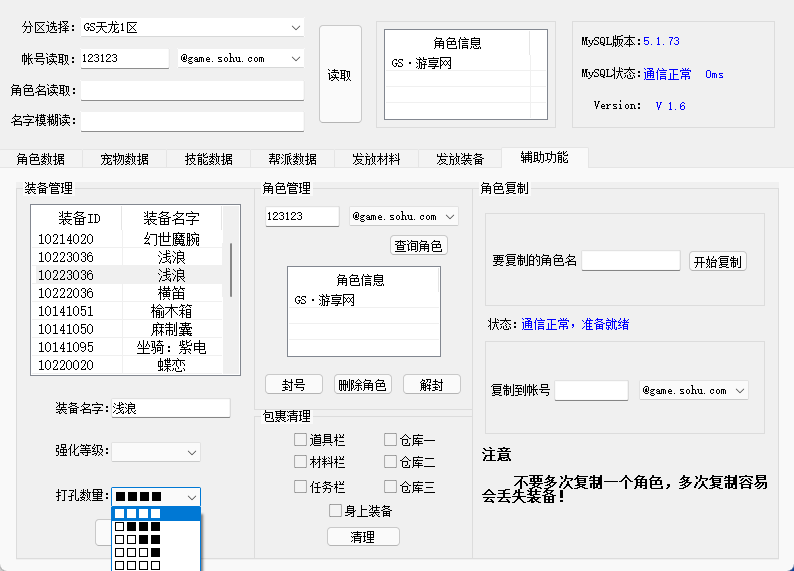 分区选择: GS天龙1区
帐号读取: 123123 @game.sohu.com
角色名读取:
名字模糊读:
读取
角色信息
GS·游享网
MySQL版本:5.1.73
MySQL状态:通信正常 0ms
Version: V 1.6
角色数据 宠物数据 技能数据 帮派数据 发放材料 发放装备 辅助功能
装备管理
装备ID 装备名字
10214020 幻世魔腕
10223036 浅浪
10223036 浅浪
10222036 横笛
10141051 榆木箱
10141050 麻制囊
10141095 坐骑：紫电
10220020 蝶恋
装备名字: 浅浪
强化等级:
打孔数量: ■■■■
□□□□
□■■■
□□■■
□□□■
□□□□
角色管理
123123 @game.sohu.com
查询角色
角色信息
GS·游享网
封号 删除角色 解封
包裹清理
道具栏 仓库一
材料栏 仓库二
任务栏 仓库三
身上装备
清理
角色复制
要复制的角色名 开始复制
状态:通信正常，准备就绪
复制到帐号 @game.sohu.com
注意
不要多次复制一个角色，多次复制容易
会丢失装备！